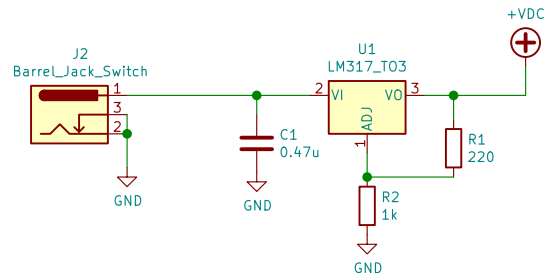 +VDC
J2
Barrel_Jack_Switch
1
3
2
GND
C1
0.47u
GND
U1
LM317_TO3
2
VI
VO
3
ADJ
1
R1
220
R2
1k
GND